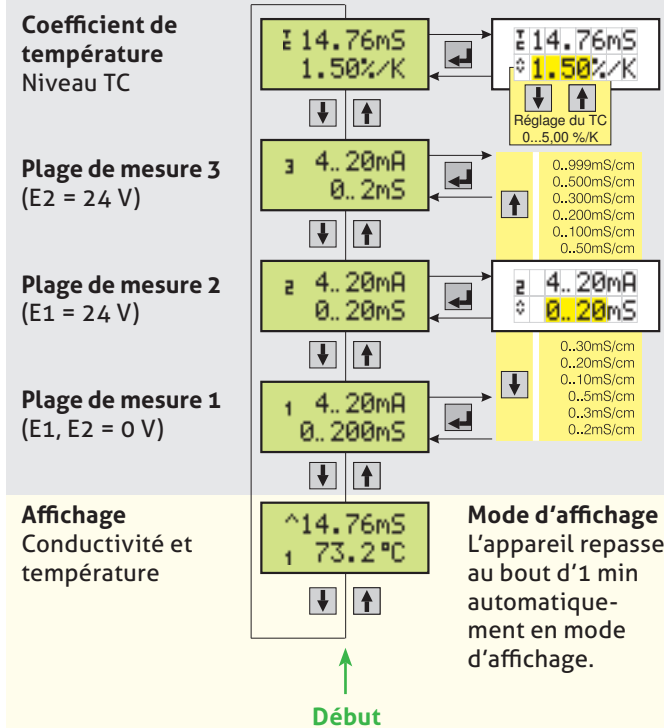 Coefficient de
température
Niveau TC
TC 14.76mS
1.50%/K
TC 14.76mS
1.50%/K
Réglage du TC
0...5,00 %/K
Plage de mesure 3
(E2 = 24 V)
3 4..20mA
0..2mS
0..999mS/cm
0..500mS/cm
0..300mS/cm
0..200mS/cm
0..100mS/cm
0..50mS/cm
Plage de mesure 2
(E1 = 24 V)
2 4..20mA
0..20mS
2 4..20mA
0..20mS
0..30mS/cm
0..20mS/cm
0..10mS/cm
0..5mS/cm
0..3mS/cm
0..2mS/cm
Plage de mesure 1
(E1, E2 = 0 V)
1 4..20mA
0..200mS
Affichage
Conductivité et
température
^14.76mS
1 73.2°C
Mode d'affichage
L'appareil repasse
au bout d'1 min
automatique-
ment en mode
d'affichage.
Début